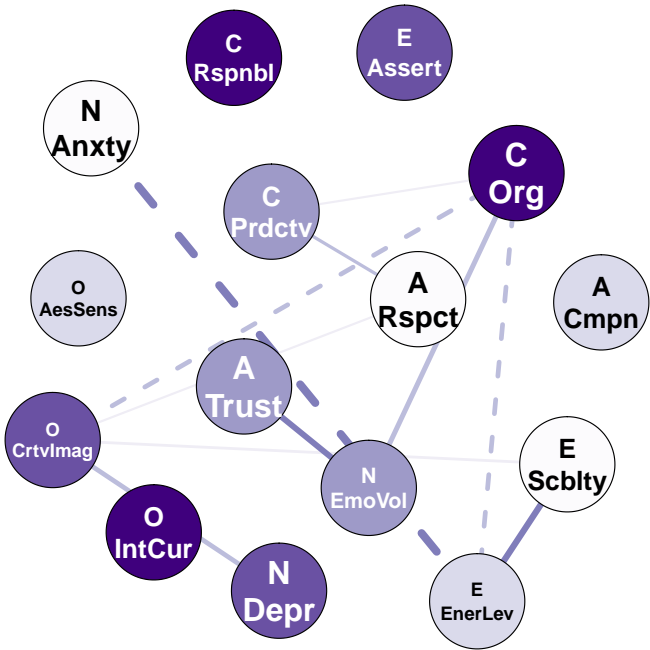 C
Rspnbl
E
Assert
N
Anxty
C
Org
C
Prdctv
O
AesSens
A
Rspct
A
Cmpn
A
Trust
O
CrtvImag
E
Scblty
N
EmoVol
O
IntCur
N
Depr
E
EnerLev